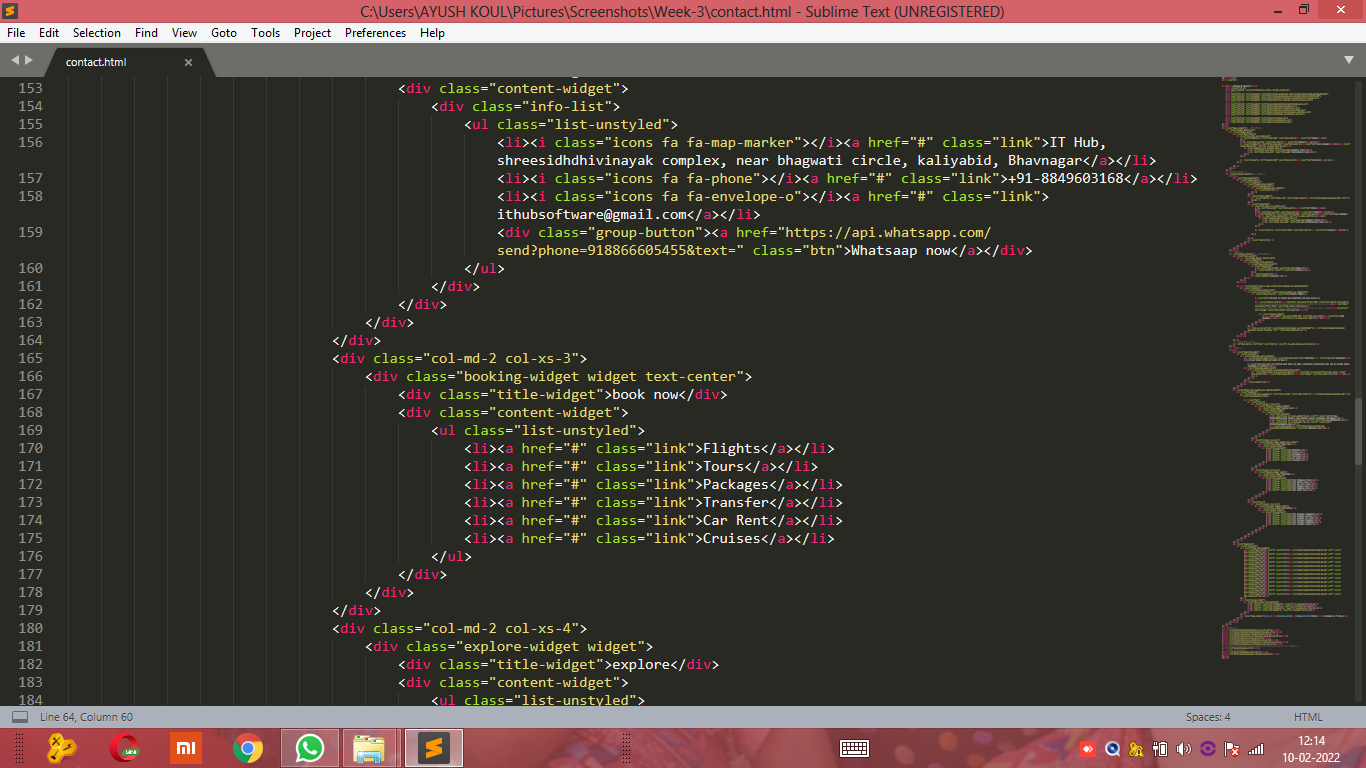 C:\Users\AYUSH KOUL\Pictures\Screenshots\Week-3\contact.html - Sublime Text (UNREGISTERED)
File Edit Selection Find View Goto Tools Project Preferences Help
contact.html
153 <div class="content-widget">
154 <div class="info-list">
155 <ul class="list-unstyled">
156 <li><i class="icons fa fa-map-marker"></i><a href="#" class="link">IT Hub,
shreesidhdhivinayak complex, near bhagwati circle, kaliyabid, Bhavnagar</a></li>
157 <li><i class="icons fa fa-phone"></i><a href="#" class="link">+91-8849603168</a></li>
158 <li><i class="icons fa fa-envelope-o"></i><a href="#" class="link">
ithubsoftware@gmail.com</a></li>
159 <div class="group-button"><a href="https://api.whatsapp.com/
send?phone=918866605455&text=" class="btn">Whatsaap now</a></div>
160 </ul>
161 </div>
162 </div>
163 </div>
164 </div>
165 <div class="col-md-2 col-xs-3">
166 <div class="booking-widget widget text-center">
167 <div class="title-widget">book now</div>
168 <div class="content-widget">
169 <ul class="list-unstyled">
170 <li><a href="#" class="link">Flights</a></li>
171 <li><a href="#" class="link">Tours</a></li>
172 <li><a href="#" class="link">Packages</a></li>
173 <li><a href="#" class="link">Transfer</a></li>
174 <li><a href="#" class="link">Car Rent</a></li>
175 <li><a href="#" class="link">Cruises</a></li>
176 </ul>
177 </div>
178 </div>
179 </div>
180 <div class="col-md-2 col-xs-4">
181 <div class="explore-widget widget">
182 <div class="title-widget">explore</div>
183 <div class="content-widget">
184 <ul class="list-unstyled">
Line 64, Column 60 Spaces: 4 HTML
12:14
10-02-2022